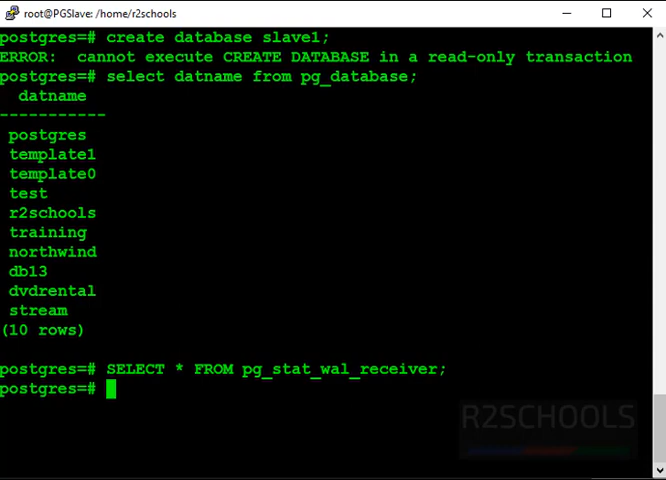 root@PGSlave: /home/r2schools
postgres=# create database slave1;
ERROR:  cannot execute CREATE DATABASE in a read-only transaction
postgres=# select datname from pg_database;
  datname
-----------
 postgres
 template1
 template0
 test
 r2schools
 training
 northwind
 db13
 dvdrental
 stream
(10 rows)
postgres=# SELECT * FROM pg_stat_wal_receiver;
postgres=#
R2SCHOOLS